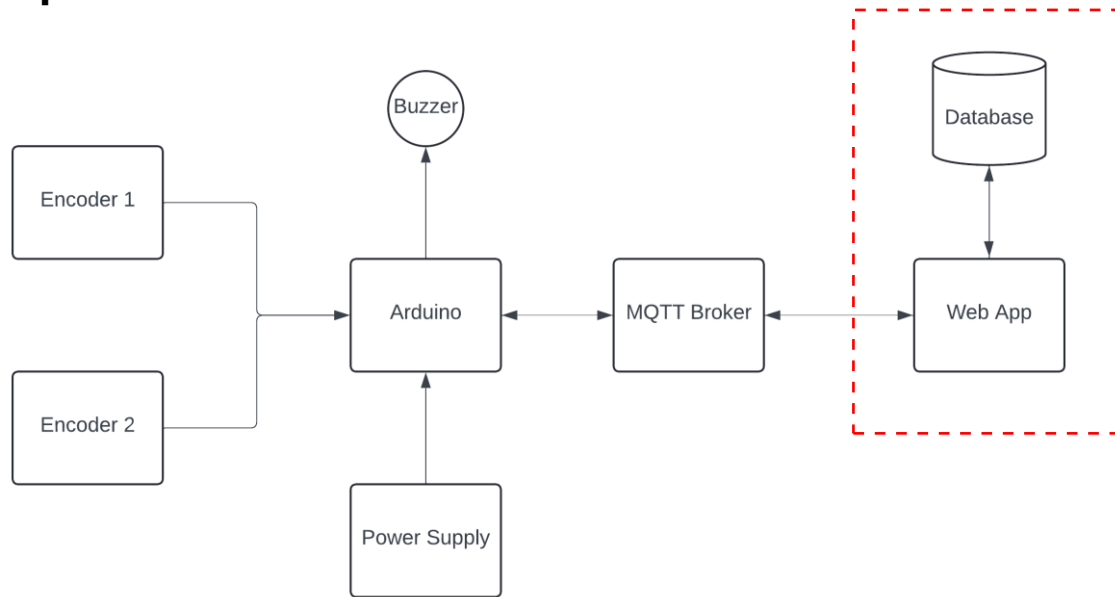 Buzzer
Database
Encoder 1
Arduino
MQTT Broker
Web App
Encoder 2
Power Supply